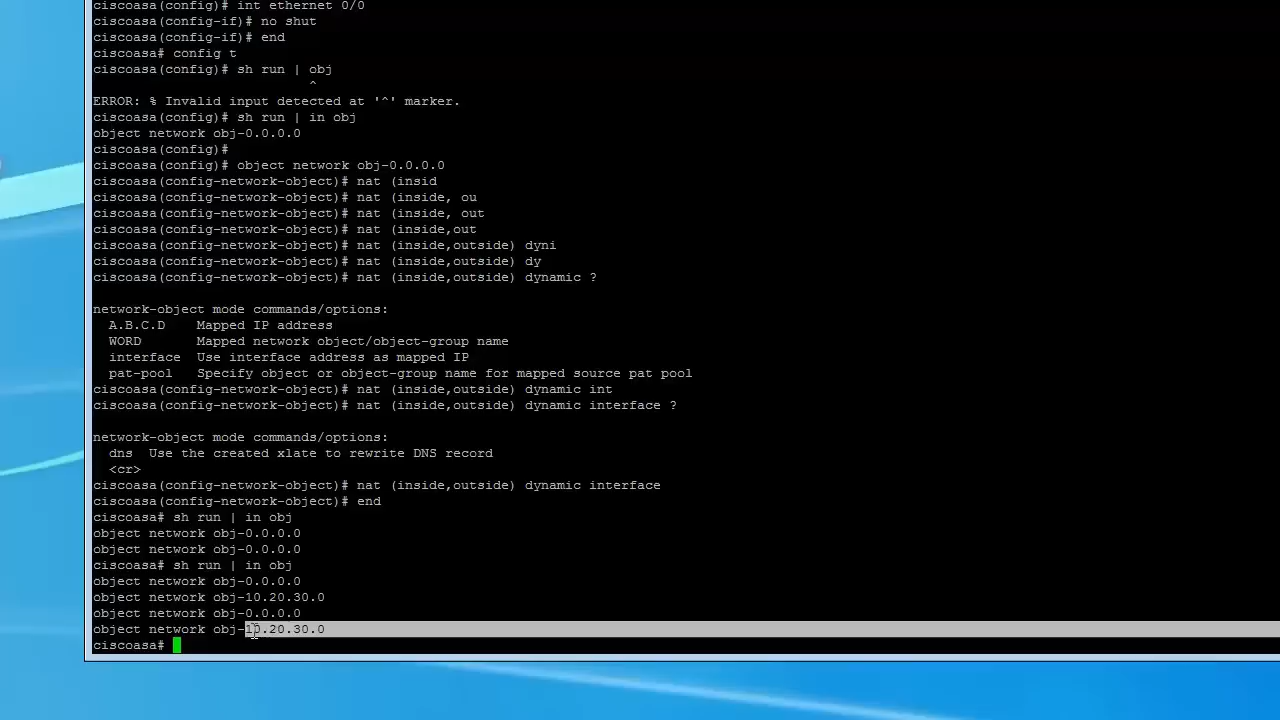 ciscoasa(config)# int ethernet 0/0
ciscoasa(config-if)# no shut
ciscoasa(config-if)# end
ciscoasa# config t
ciscoasa(config)# sh run | obj
^
ERROR: % Invalid input detected at '^' marker.
ciscoasa(config)# sh run | in obj
object network obj-0.0.0.0
ciscoasa(config)#
ciscoasa(config)# object network obj-0.0.0.0
ciscoasa(config-network-object)# nat (insid
ciscoasa(config-network-object)# nat (inside, ou
ciscoasa(config-network-object)# nat (inside, out
ciscoasa(config-network-object)# nat (inside,out
ciscoasa(config-network-object)# nat (inside,outside) dyni
ciscoasa(config-network-object)# nat (inside,outside) dy
ciscoasa(config-network-object)# nat (inside,outside) dynamic ?
network-object mode commands/options:
A.B.C.D Mapped IP address
WORD Mapped network object/object-group name
interface Use interface address as mapped IP
pat-pool Specify object or object-group name for mapped source pat pool
ciscoasa(config-network-object)# nat (inside,outside) dynamic int
ciscoasa(config-network-object)# nat (inside,outside) dynamic interface ?
network-object mode commands/options:
dns Use the created xlate to rewrite DNS record
<cr>
ciscoasa(config-network-object)# nat (inside,outside) dynamic interface
ciscoasa(config-network-object)# end
ciscoasa# sh run | in obj
object network obj-0.0.0.0
object network obj-0.0.0.0
ciscoasa# sh run | in obj
object network obj-0.0.0.0
object network obj-10.20.30.0
object network obj-0.0.0.0
object network obj-10.20.30.0
ciscoasa#